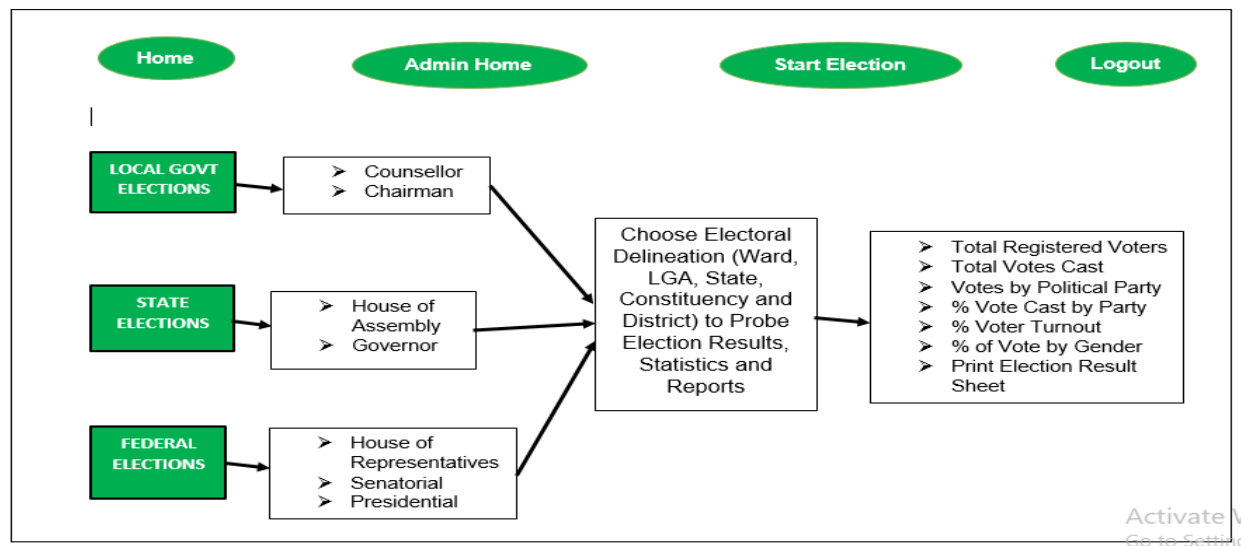 Home
Admin Home
Start Election
Logout
LOCAL GOVT
ELECTIONS
➢ Counsellor
➢ Chairman
STATE
ELECTIONS
➢ House of
Assembly
➢ Governor
FEDERAL
ELECTIONS
➢ House of
Representatives
➢ Senatorial
➢ Presidential
Choose Electoral
Delineation (Ward,
LGA, State,
Constituency and
District) to Probe
Election Results,
Statistics and
Reports
➢ Total Registered Voters
➢ Total Votes Cast
➢ Votes by Political Party
➢ % Vote Cast by Party
➢ % Voter Turnout
➢ % of Vote by Gender
➢ Print Election Result
Sheet
Activate
Go to